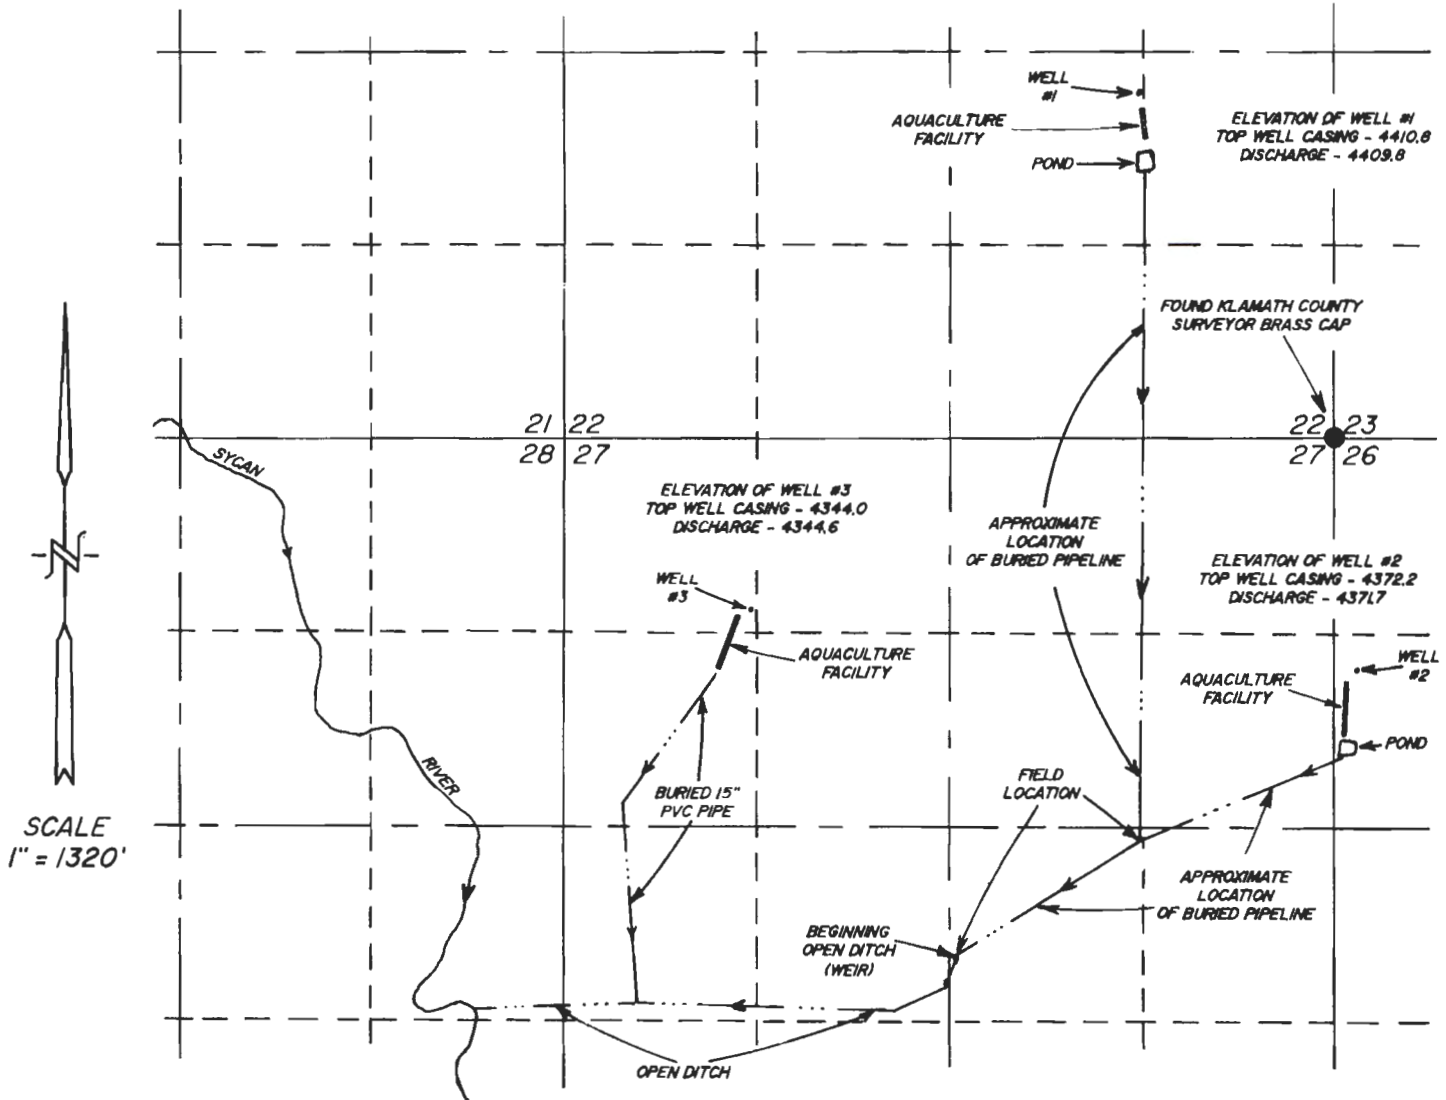 WELL
#1
AQUACULTURE
FACILITY
POND
ELEVATION OF WELL #1
TOP WELL CASING - 4410.8
DISCHARGE - 4409.8
FOUND KLAMATH COUNTY
SURVEYOR BRASS CAP
21 22
28 27
22 23
27 26
SYCAN
ELEVATION OF WELL #3
TOP WELL CASING - 4344.0
DISCHARGE - 4344.6
APPROXIMATE
LOCATION
OF BURIED PIPELINE
ELEVATION OF WELL #2
TOP WELL CASING - 4372.2
DISCHARGE - 4371.7
N
WELL
#3
AQUACULTURE
FACILITY
WELL
#2
AQUACULTURE
FACILITY
POND
RIVER
BURIED 15"
PVC PIPE
FIELD
LOCATION
SCALE
1" = 1320'
APPROXIMATE
LOCATION
OF BURIED PIPELINE
BEGINNING
OPEN DITCH
(WEIR)
OPEN DITCH